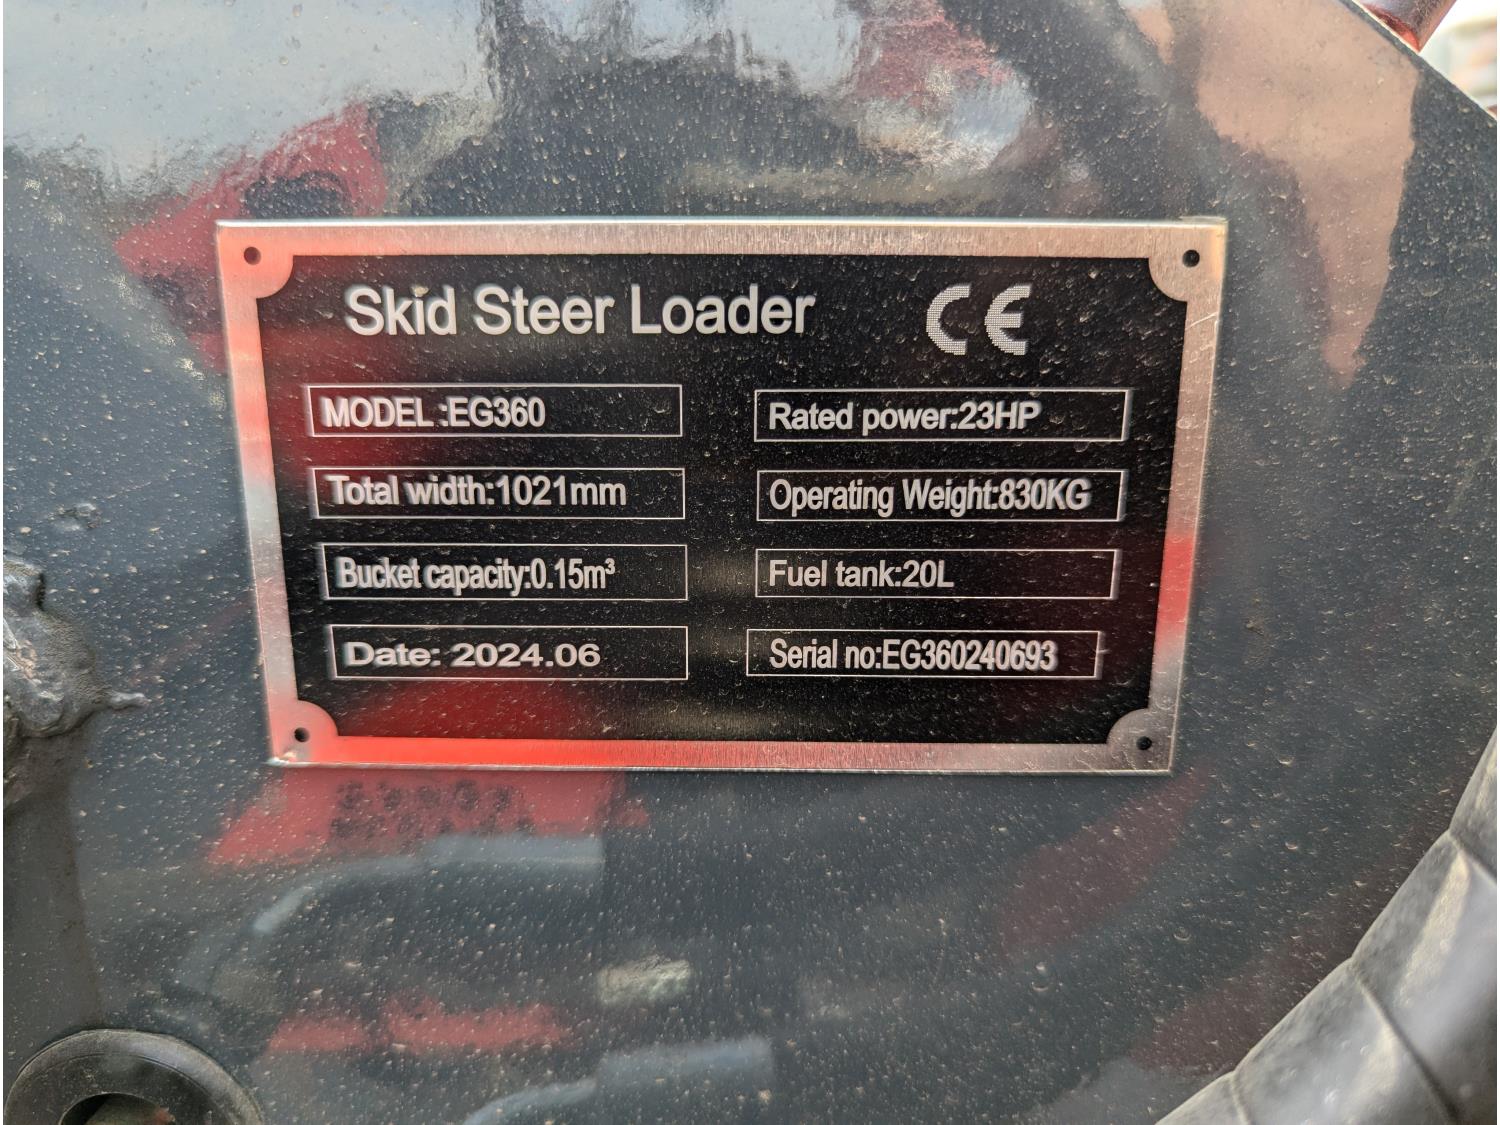 Skid Steer Loader CE
MODEL:EG360
Rated power:23HP
Total width:1021mm
Operating Weight:830KG
Bucket capacity:0.15m³
Fuel tank:20L
Date: 2024.06
Serial no:EG360240693